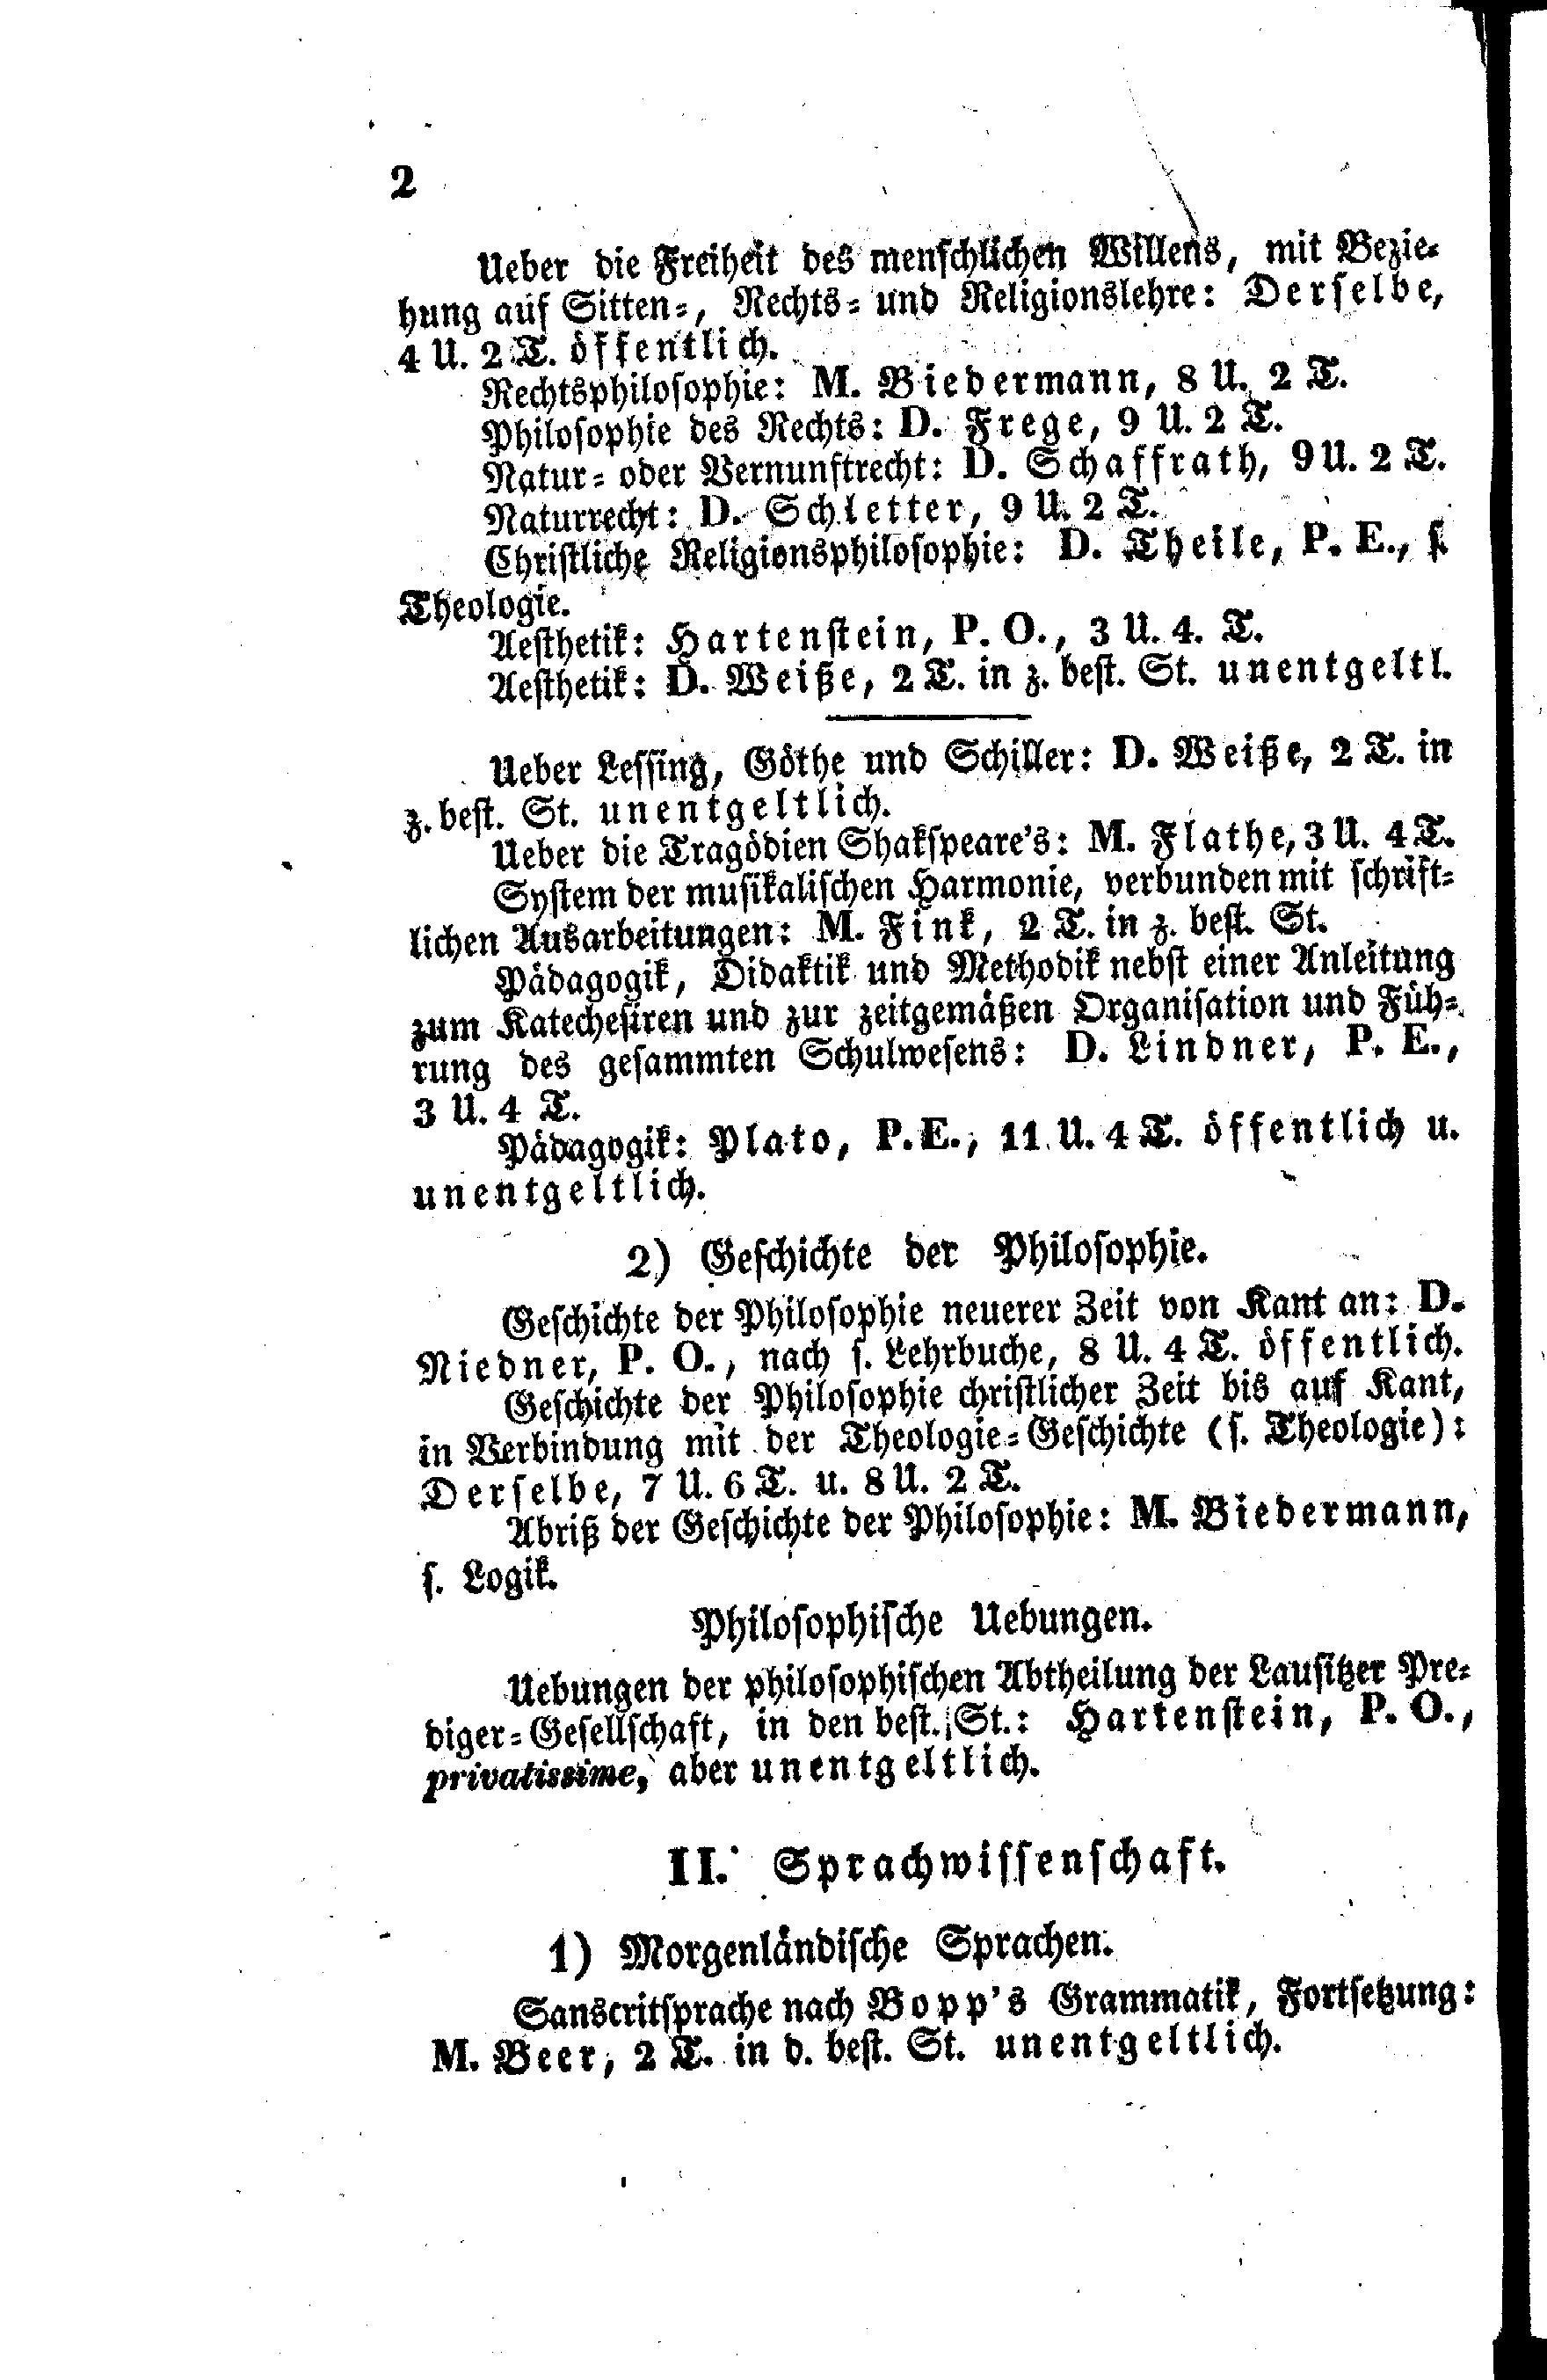 2
Ueber die Freiheit des menschlichen Willens, mit Bezie-
hung auf Sitten-, Rechts- und Religionslehre: Derselbe,
4 U. 2 T. öffentlich.
Rechtsphilosophie: M. Biedermann, 8 U. 2 T.
Philosophie des Rechts: D. Frege, 9 U. 2 T.
Natur- oder Vernunftrecht: D. Schaffrath, 9 U. 2 T.
Naturrecht: D. Schletter, 9 U. 2 T.
Christliche Religionsphilosophie: D. Theile, P. E., s.
Theologie.
Aesthetik: Hartenstein, P. O., 3 U. 4. T.
Aesthetik: D. Weiße, 2 T. in z. best. St. unentgeltl.
Ueber Lessing, Göthe und Schiller: D. Weiße, 2 T. in
z. best. St. unentgeltlich.
Ueber die Tragödien Shakspeare's: M. Flathe, 3 U. 4 T.
System der musikalischen Harmonie, verbunden mit schrift-
lichen Ausarbeitungen: M. Fink, 2 T. in z. best. St.
Pädagogik, Didaktik und Methodik nebst einer Anleitung
zum Katechesiren und zur zeitgemäßen Organisation und Füh-
rung des gesammten Schulwesens: D. Lindner, P. E.,
3 U. 4 T.
Pädagogik: Plato, P. E., 11 U. 4 T. öffentlich u.
unentgeltlich.
2) Geschichte der Philosophie.
Geschichte der Philosophie neuerer Zeit von Kant an: D.
Niedner, P. O., nach s. Lehrbuche, 8 U. 4 T. öffentlich.
Geschichte der Philosophie christlicher Zeit bis auf Kant,
in Verbindung mit der Theologie-Geschichte (s. Theologie):
Derselbe, 7 U. 6 T. u. 8 U. 2 T.
Abriß der Geschichte der Philosophie: M. Biedermann,
s. Logik.
Philosophische Uebungen.
Uebungen der philosophischen Abtheilung der Lausitzer Pre-
diger-Gesellschaft, in den best. St.: Hartenstein, P. O.,
privatissime, aber unentgeltlich.
II. Sprachwissenschaft.
1) Morgenländische Sprachen.
Sanscritsprache nach Bopp's Grammatik, Fortsetzung:
M. Beer, 2 T. in d. best. St. unentgeltlich.